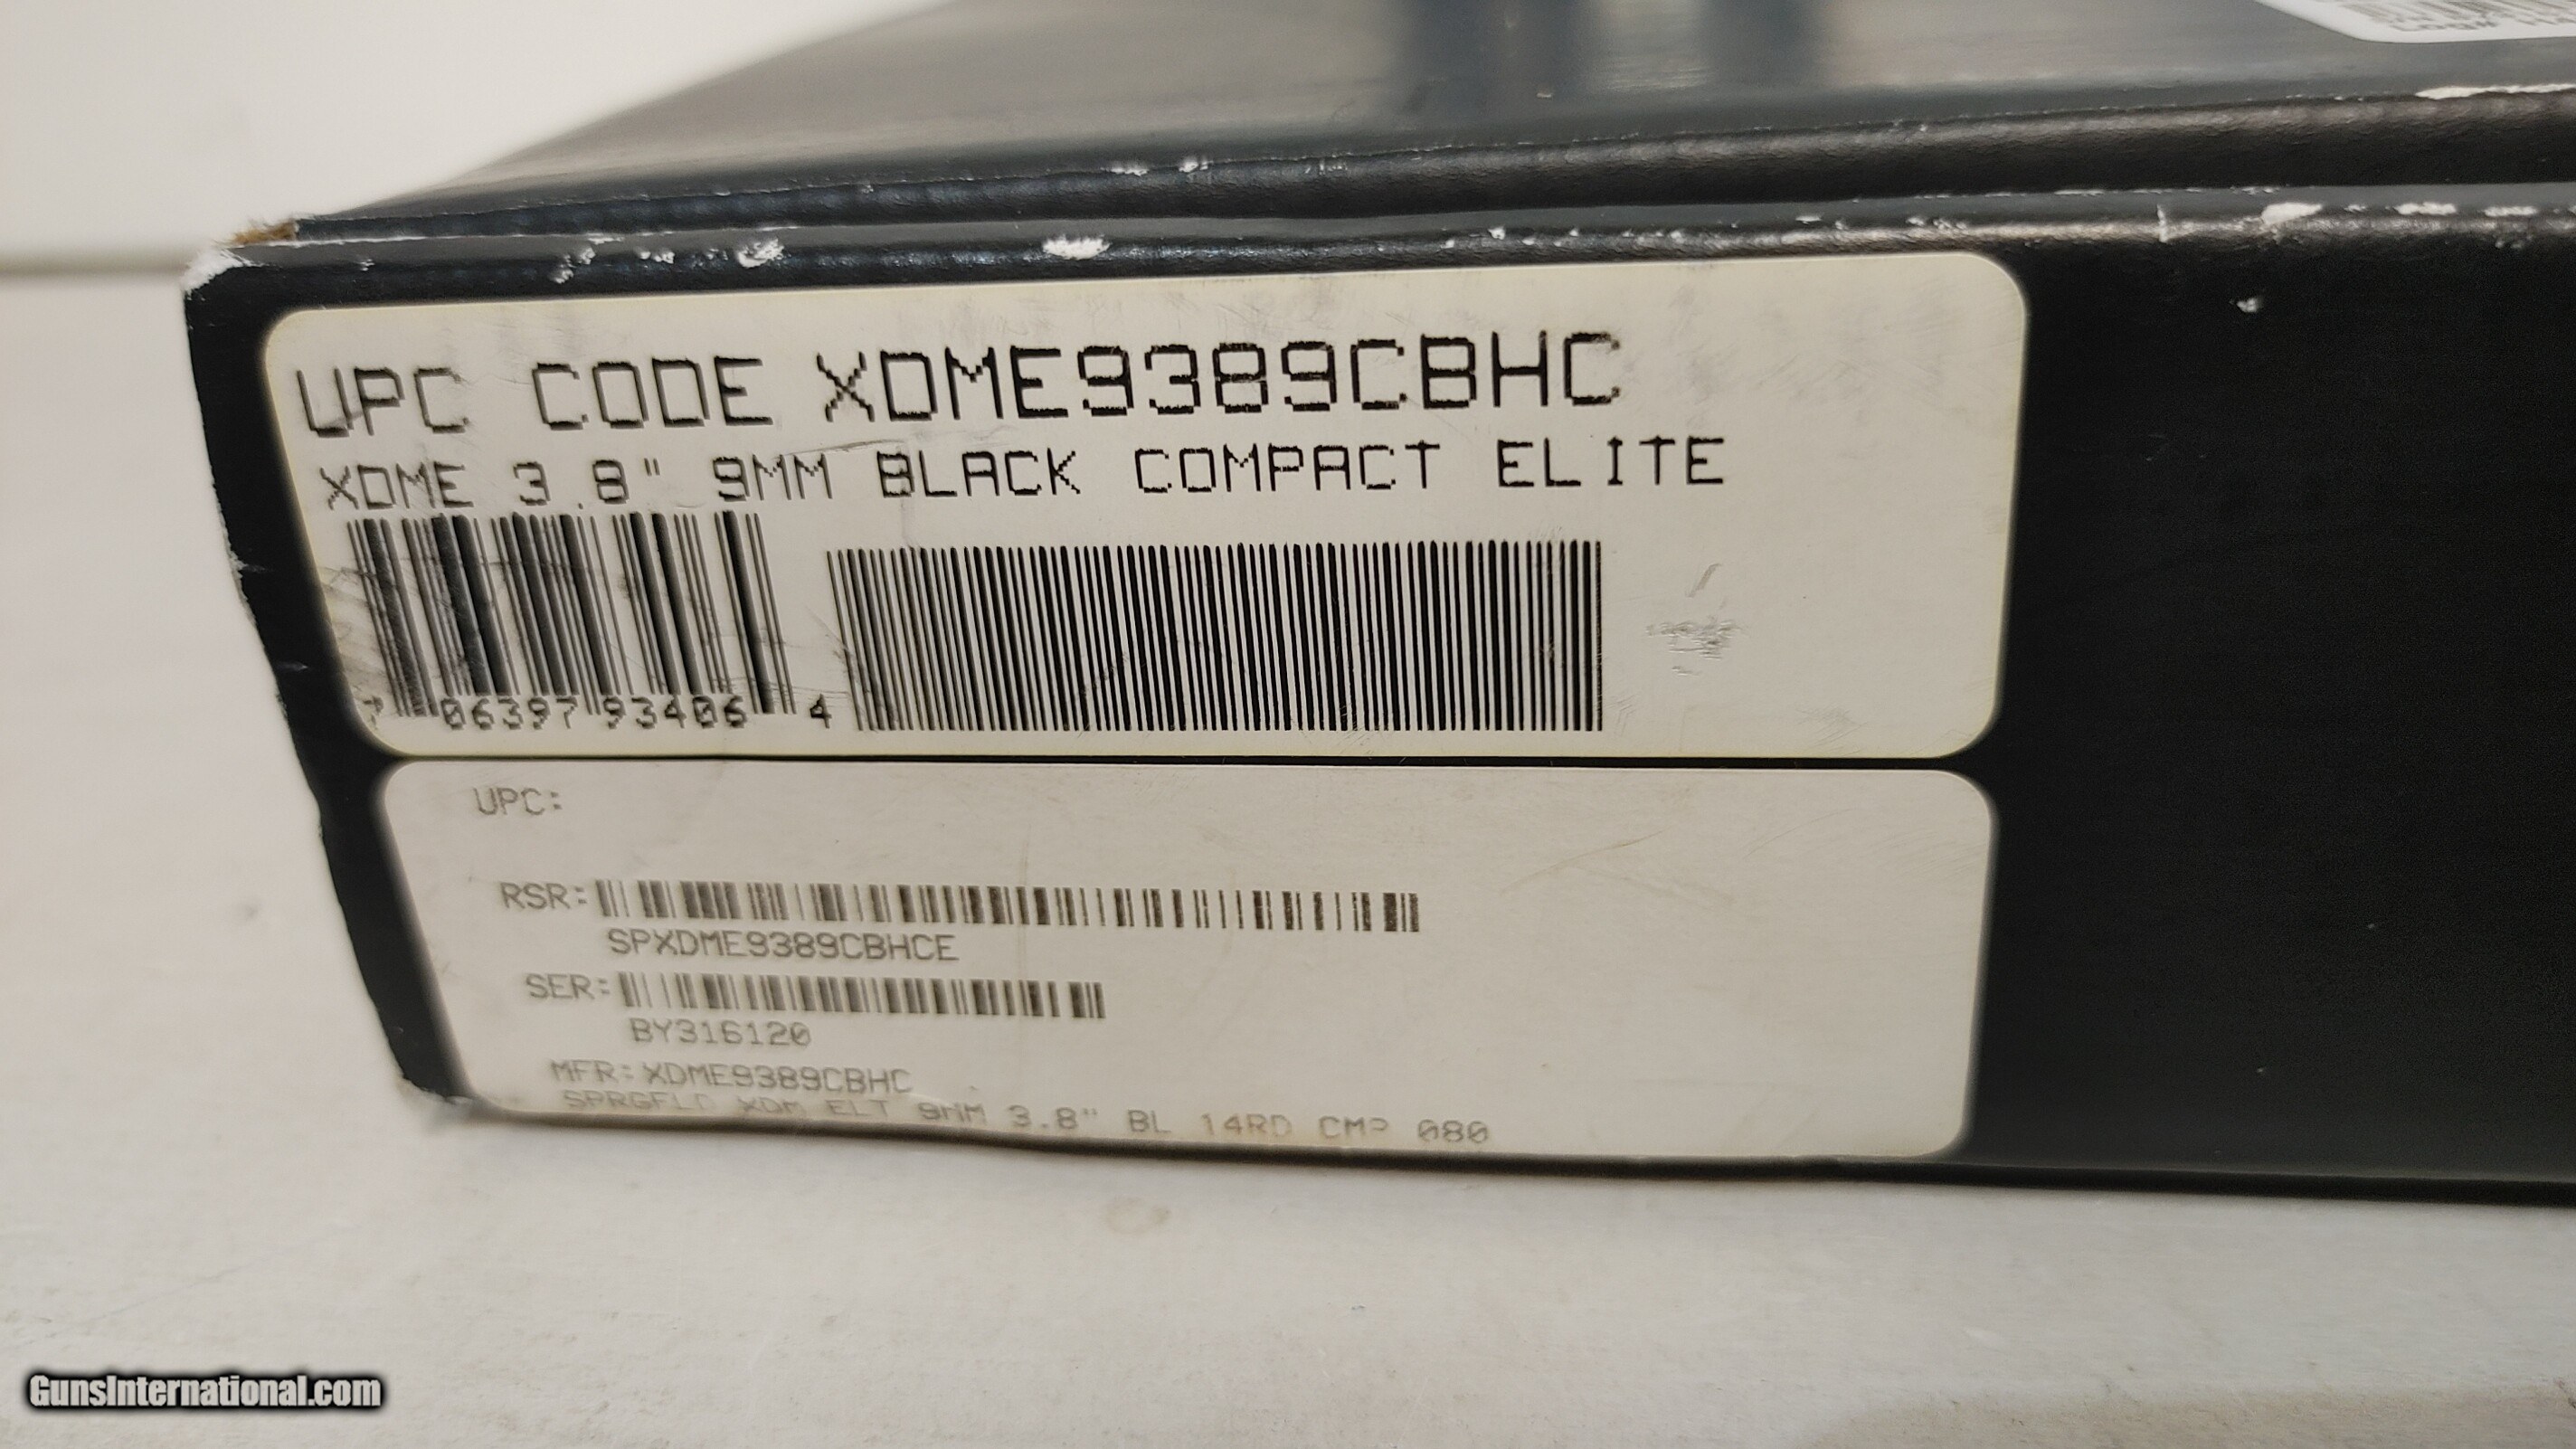 UPC CODE XDME9389CBHC
XDME 3.8" 9MM BLACK COMPACT ELITE
7 06397 93406 4
UPC:
RSR:
SPXDME9389CBHCE
SER:
BY316120
MFR: XDME9389CBHC
SPRGFLD XDM ELT 9MM 3.8" BL 14RD CMP 080
GunsInternational.com